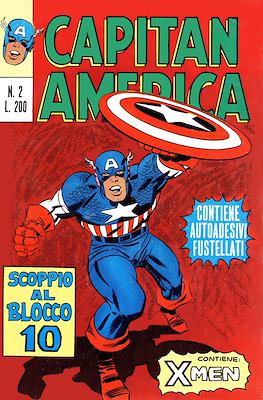 CAPITAN
AMERICA
N. 2
L. 200
A
CONTIENE
AUTOADESIVI
FUSTELLATI
SCOPPIO
AL
BLOCCO
10
CONTIENE:
X MEN